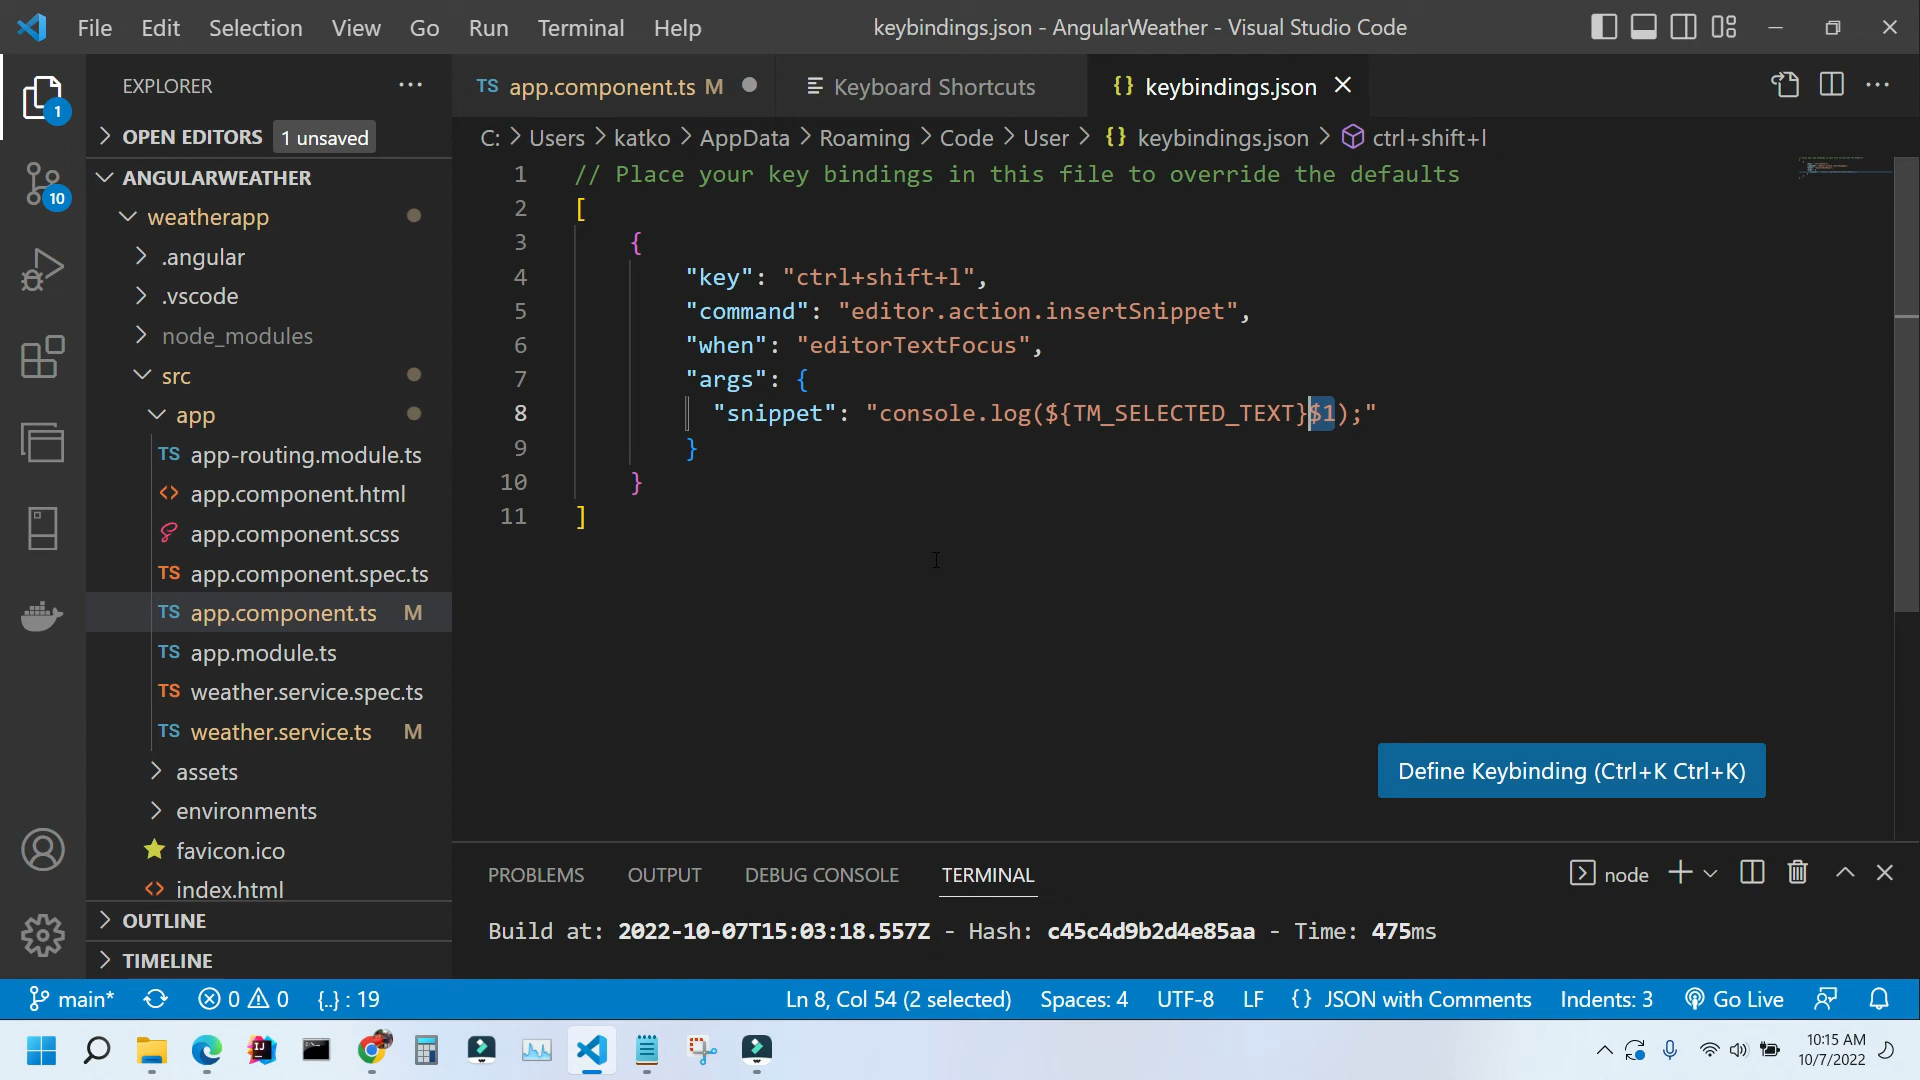 File Edit Selection View Go Run Terminal Help
keybindings.json - AngularWeather - Visual Studio Code
EXPLORER
OPEN EDITORS 1 unsaved
ANGULARWEATHER
weatherapp
.angular
.vscode
node_modules
src
app
TS app-routing.module.ts
<> app.component.html
app.component.scss
TS app.component.spec.ts
TS app.component.ts M
TS app.module.ts
TS weather.service.spec.ts
TS weather.service.ts M
assets
environments
favicon.ico
<> index.html
OUTLINE
TIMELINE
1
10
TS app.component.ts M
Keyboard Shortcuts
{} keybindings.json
C: > Users > katko > AppData > Roaming > Code > User > {} keybindings.json > ctrl+shift+l
1 // Place your key bindings in this file to override the defaults
2 [
3 {
4 "key": "ctrl+shift+l",
5 "command": "editor.action.insertSnippet",
6 "when": "editorTextFocus",
7 "args": {
8 "snippet": "console.log(${TM_SELECTED_TEXT}$1);"
9 }
10 }
11 ]
Define Keybinding (Ctrl+K Ctrl+K)
PROBLEMS OUTPUT DEBUG CONSOLE TERMINAL
node
Build at: 2022-10-07T15:03:18.557Z - Hash: c45c4d9b2d4e85aa - Time: 475ms
main* 0 0 {..} : 19
Ln 8, Col 54 (2 selected) Spaces: 4 UTF-8 LF {} JSON with Comments Indents: 3 Go Live
10:15 AM
10/7/2022